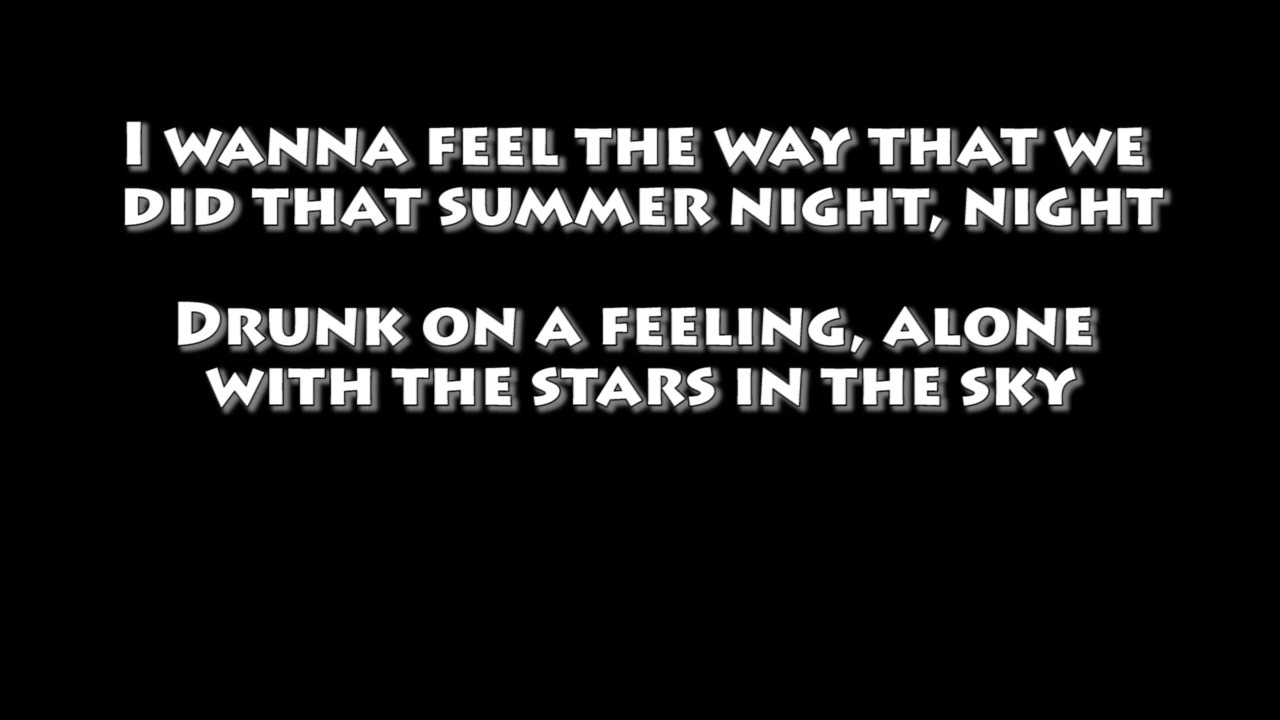 I wanna feel the way that we
did that summer night, night
Drunk on a feeling, alone
with the stars in the sky